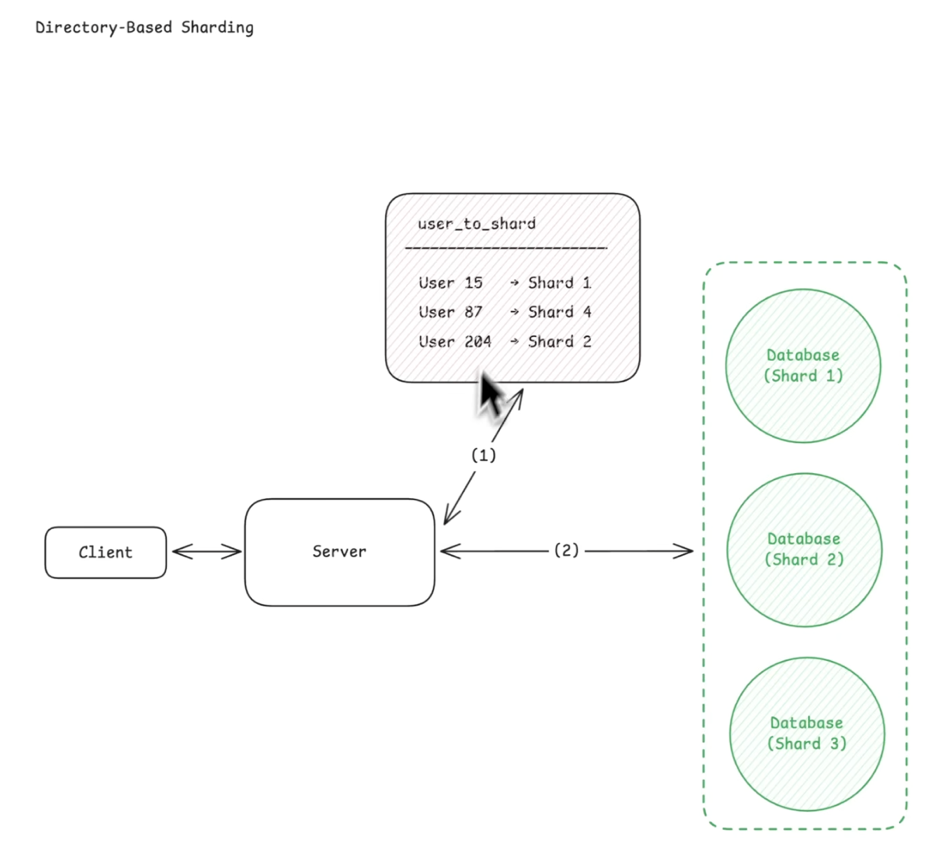 Directory-Based Sharding
user_to_shard
User 15 → Shard 1
User 87 → Shard 4
User 204 → Shard 2
(1)
Client
Server
(2)
Database
(Shard 1)
Database
(Shard 2)
Database
(Shard 3)